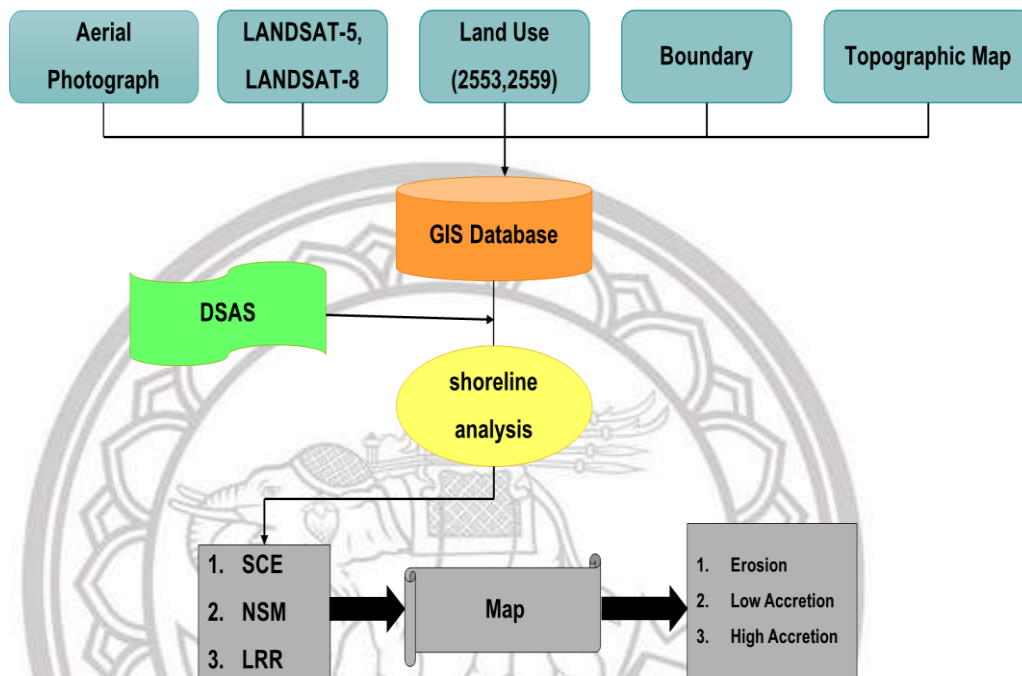 Aerial
Photograph
LANDSAT-5,
LANDSAT-8
Land Use
(2553,2559)
Boundary
Topographic Map
GIS Database
DSAS
shoreline
analysis
1. SCE
2. NSM
3. LRR
Map
1. Erosion
2. Low Accretion
3. High Accretion